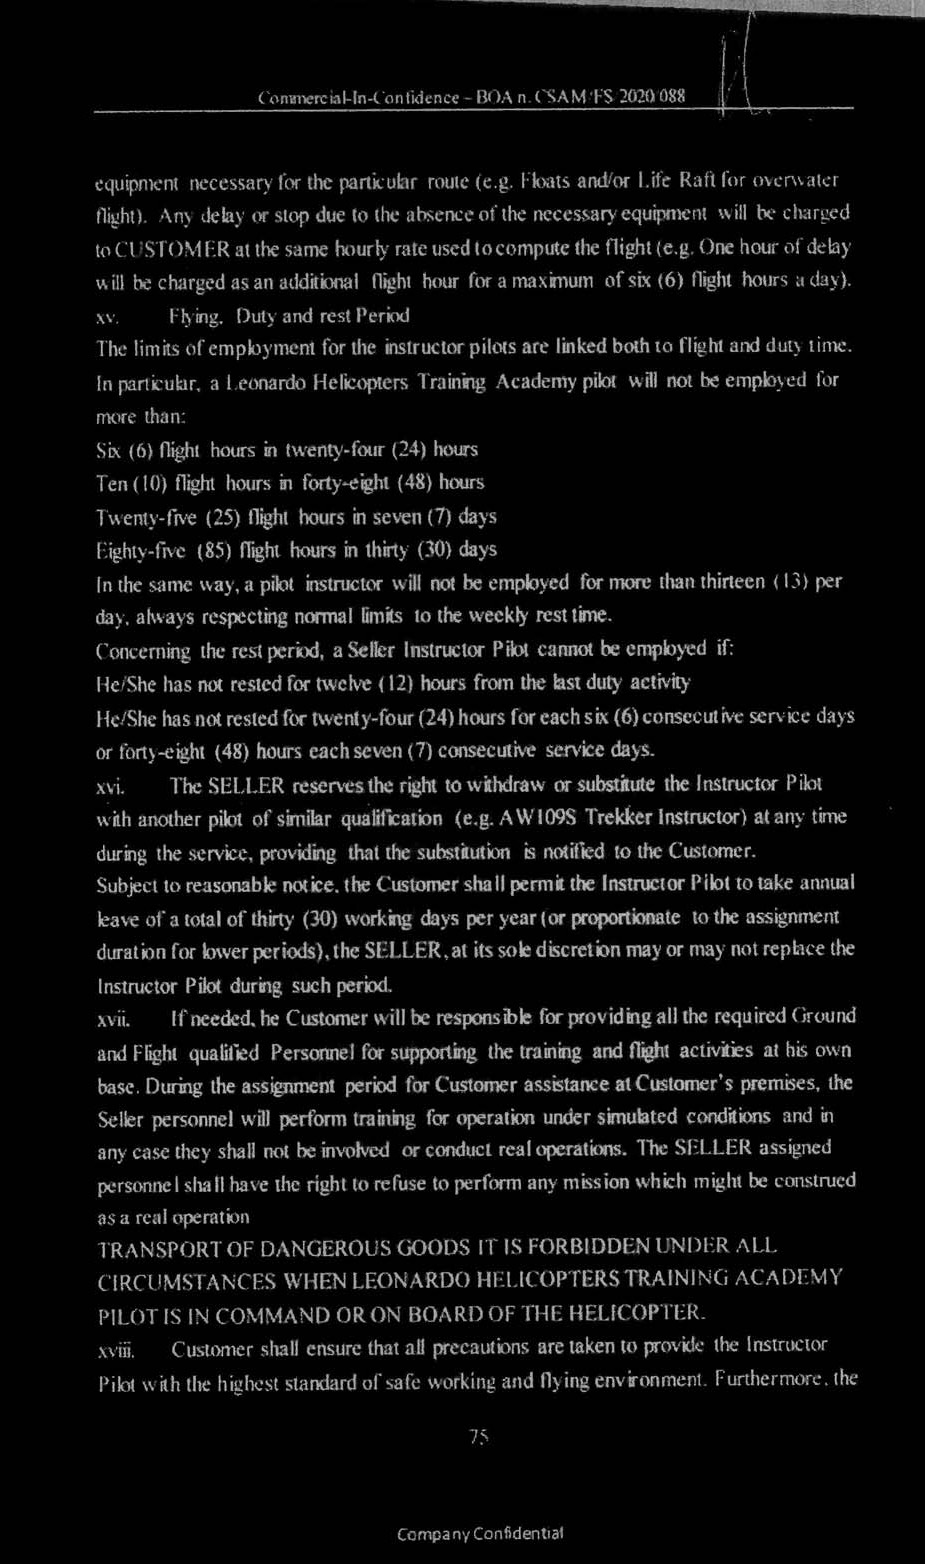 Commercial-In-Confidence – BOA n. CSAM/FS/2020/088
equipment necessary for the particular route (e.g. Floats and/or Life Raft for overwater
flight). Any delay or stop due to the absence of the necessary equipment will be charged
to CUSTOMER at the same hourly rate used to compute the flight (e.g. One hour of delay
will be charged as an additional flight hour for a maximum of six (6) flight hours a day).
xv. Flying, Duty and rest Period
The limits of employment for the instructor pilots are linked both to flight and duty time.
In particular, a Leonardo Helicopters Training Academy pilot will not be employed for
more than:
Six (6) flight hours in twenty-four (24) hours
Ten (10) flight hours in forty-eight (48) hours
Twenty-five (25) flight hours in seven (7) days
Eighty-five (85) flight hours in thirty (30) days
In the same way, a pilot instructor will not be employed for more than thirteen (13) per
day, always respecting normal limits to the weekly rest time.
Concerning the rest period, a Seller Instructor Pilot cannot be employed if:
He/She has not rested for twelve (12) hours from the last duty activity
He/She has not rested for twenty-four (24) hours for each six (6) consecutive service days
or forty-eight (48) hours each seven (7) consecutive service days.
xvi. The SELLER reserves the right to withdraw or substitute the Instructor Pilot
with another pilot of similar qualification (e.g. AW109S Trekker Instructor) at any time
during the service, providing that the substitution is notified to the Customer.
Subject to reasonable notice, the Customer shall permit the Instructor Pilot to take annual
leave of a total of thirty (30) working days per year (or proportionate to the assignment
duration for lower periods), the SELLER, at its sole discretion may or may not replace the
Instructor Pilot during such period.
xvii. If needed, he Customer will be responsible for providing all the required Ground
and Flight qualified Personnel for supporting the training and flight activities at his own
base. During the assignment period for Customer assistance at Customer's premises, the
Seller personnel will perform training for operation under simulated conditions and in
any case they shall not be involved or conduct real operations. The SELLER assigned
personnel shall have the right to refuse to perform any mission which might be construed
as a real operation
TRANSPORT OF DANGEROUS GOODS IT IS FORBIDDEN UNDER ALL
CIRCUMSTANCES WHEN LEONARDO HELICOPTERS TRAINING ACADEMY
PILOT IS IN COMMAND OR ON BOARD OF THE HELICOPTER.
xviii. Customer shall ensure that all precautions are taken to provide the Instructor
Pilot with the highest standard of safe working and flying environment. Furthermore, the
75
Company Confidential